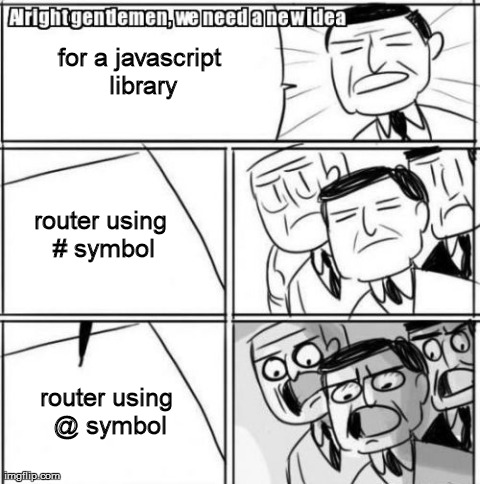 Alright gentlemen, we need a new idea
for a javascript
library
router using
# symbol
router using
@ symbol
imgflip.com